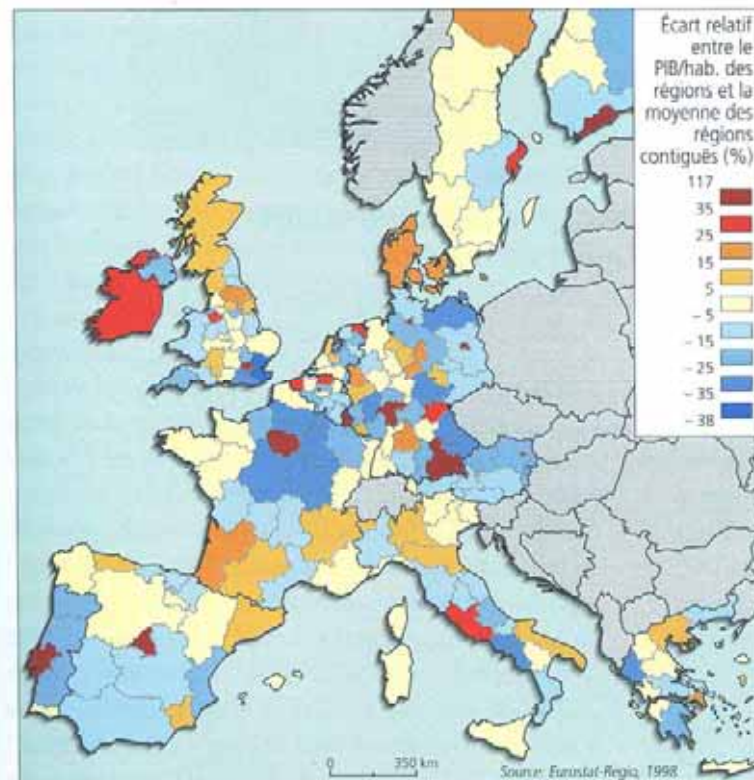 Écart relatif
entre le
PIB/hab. des
régions et la
moyenne des
régions
contiguës (%)
117
35
25
15
5
– 5
– 15
– 25
– 35
– 38
0 350 km
Source: Eurostat-Regio, 1998